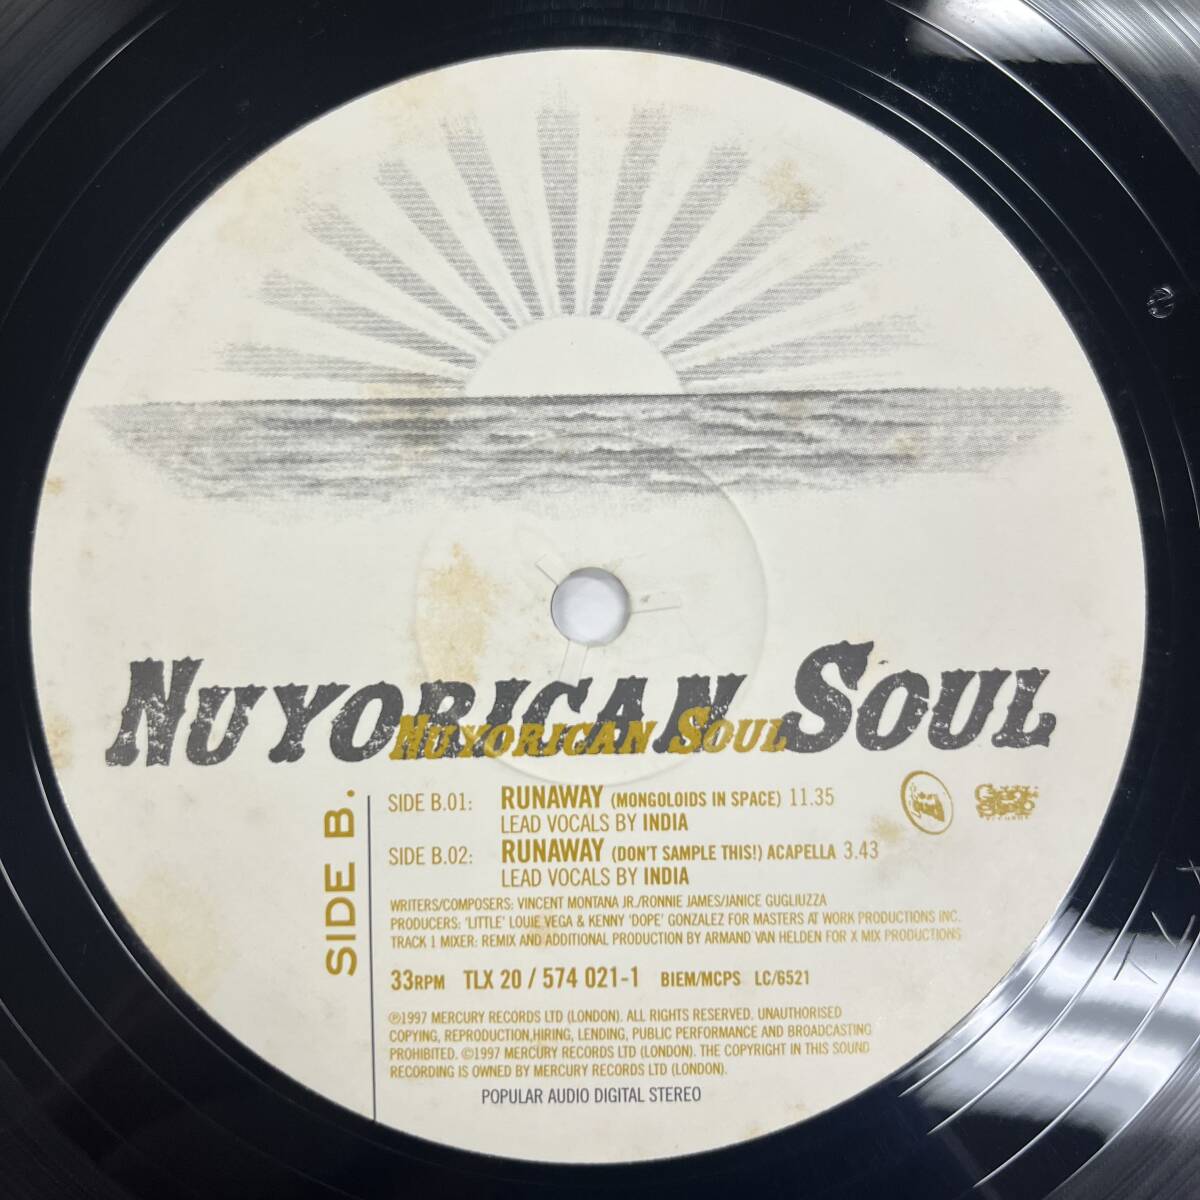 NUYORICAN SOUL
NUYORICAN SOUL
SIDE B.
SIDE B.01: RUNAWAY (MONGOLOIDS IN SPACE) 11.35
LEAD VOCALS BY INDIA
SIDE B.02: RUNAWAY (DON'T SAMPLE THIS!) ACAPELLA 3.43
LEAD VOCALS BY INDIA
WRITERS/COMPOSERS: VINCENT MONTANA JR./RONNIE JAMES/JANICE GUGLIUZZA
PRODUCERS: 'LITTLE' LOUIE VEGA & KENNY 'DOPE' GONZALEZ FOR MASTERS AT WORK PRODUCTIONS INC.
TRACK 1 MIXER: REMIX AND ADDITIONAL PRODUCTION BY ARMAND VAN HELDEN FOR X MIX PRODUCTIONS
33RPM TLX 20 / 574 021-1 BIEM/MCPS LC/6521
℗1997 MERCURY RECORDS LTD (LONDON). ALL RIGHTS RESERVED. UNAUTHORISED
COPYING, REPRODUCTION,HIRING, LENDING, PUBLIC PERFORMANCE AND BROADCASTING
PROHIBITED. ©1997 MERCURY RECORDS LTD (LONDON). THE COPYRIGHT IN THIS SOUND
RECORDING IS OWNED BY MERCURY RECORDS LTD (LONDON).
POPULAR AUDIO DIGITAL STEREO